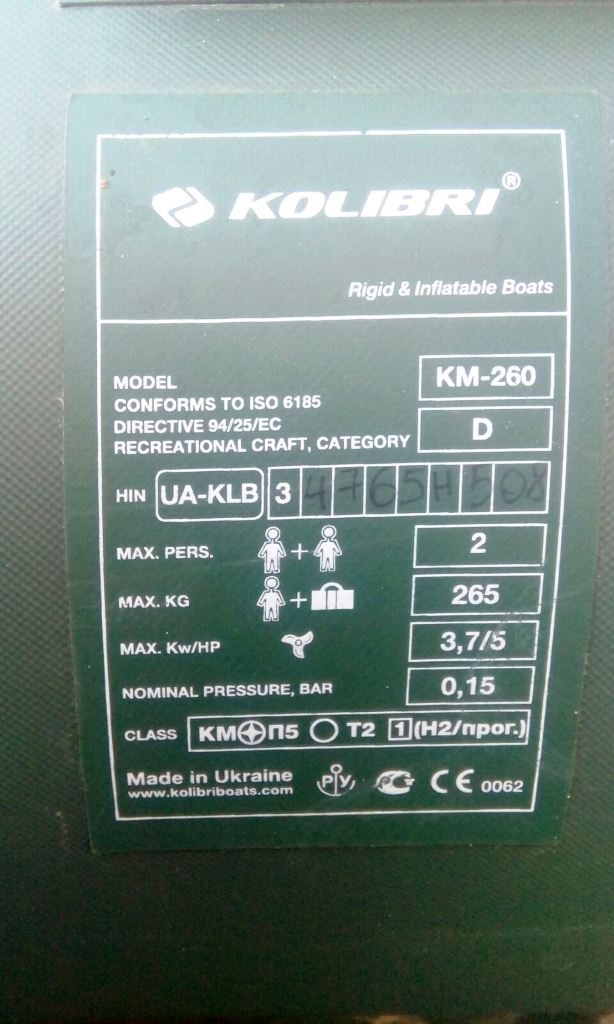 KOLIBRI®
Rigid & Inflatable Boats
MODEL KM-260
CONFORMS TO ISO 6185
DIRECTIVE 94/25/EC
RECREATIONAL CRAFT, CATEGORY D
HIN UA-KLB 3 4765H508
MAX. PERS. + 2
MAX. KG + 265
MAX. Kw/HP 3,7/5
NOMINAL PRESSURE, BAR 0,15
CLASS КМ П5 Т2 1 (Н2/прог.)
Made in Ukraine РУ РС CE 0062
www.kolibriboats.com